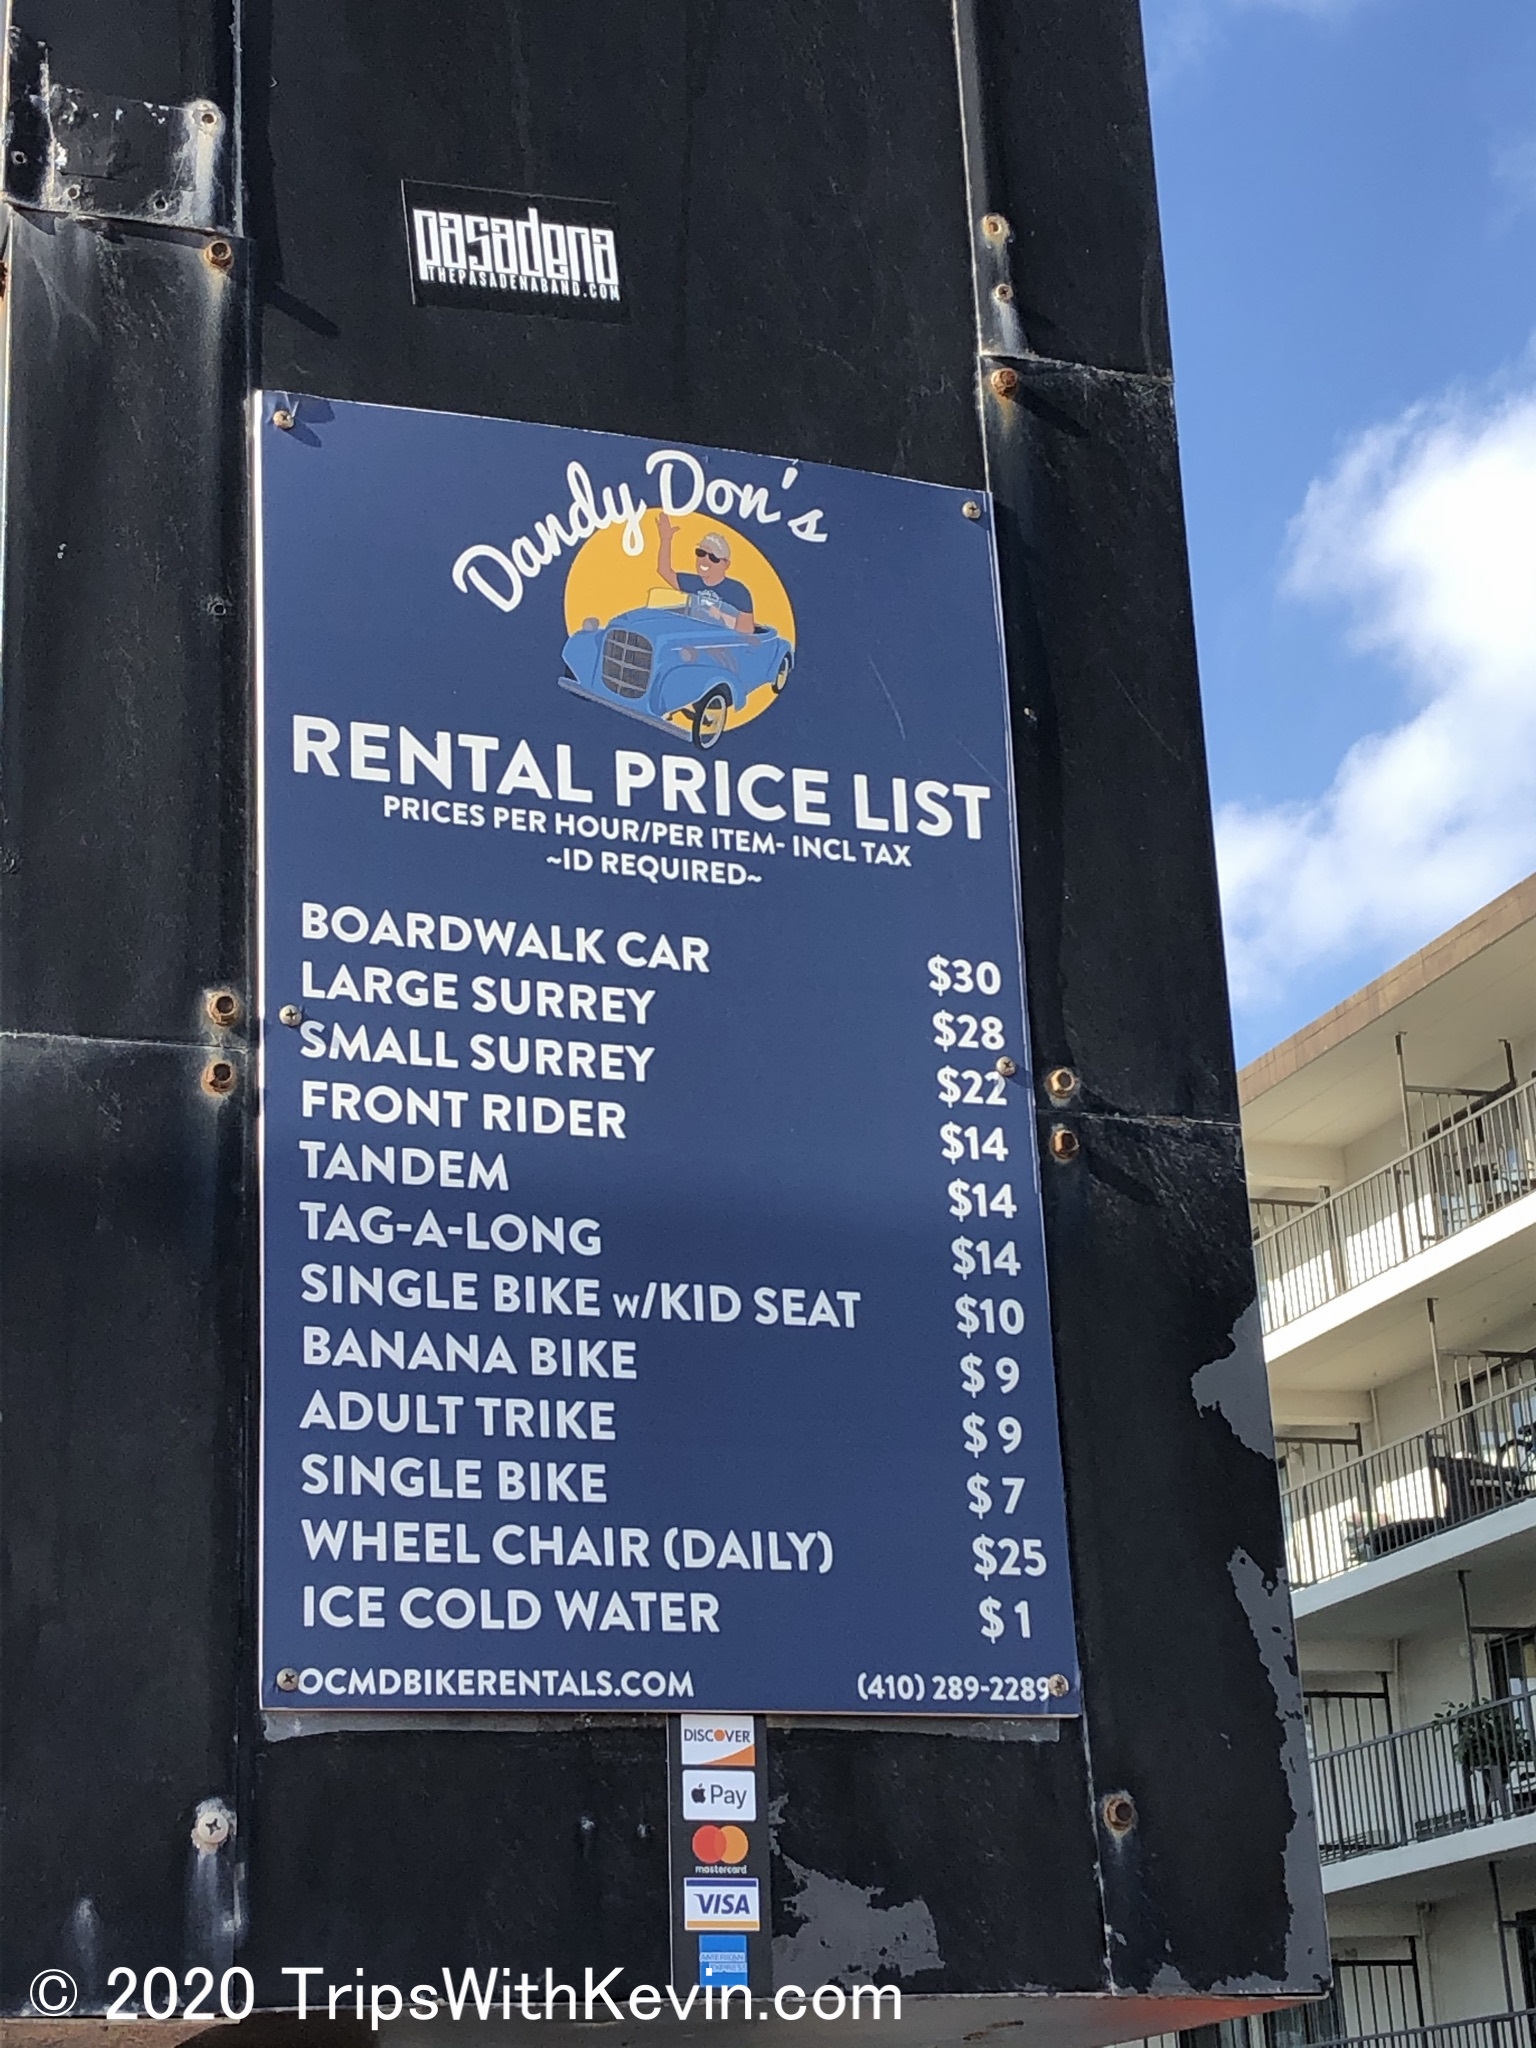 pasadena
THEPASADENABAND.COM
Dandy Don's
RENTAL PRICE LIST
PRICES PER HOUR/PER ITEM- INCL TAX
~ID REQUIRED~
BOARDWALK CAR $30
LARGE SURREY $28
SMALL SURREY $22
FRONT RIDER $14
TANDEM $14
TAG-A-LONG $14
SINGLE BIKE w/KID SEAT $10
BANANA BIKE $ 9
ADULT TRIKE $ 9
SINGLE BIKE $ 7
WHEEL CHAIR (DAILY) $25
ICE COLD WATER $ 1
OCMDBIKERENTALS.COM (410) 289-2289
DISCOVER
Pay
mastercard
VISA
AMERICAN
EXPRESS
© 2020 TripsWithKevin.com